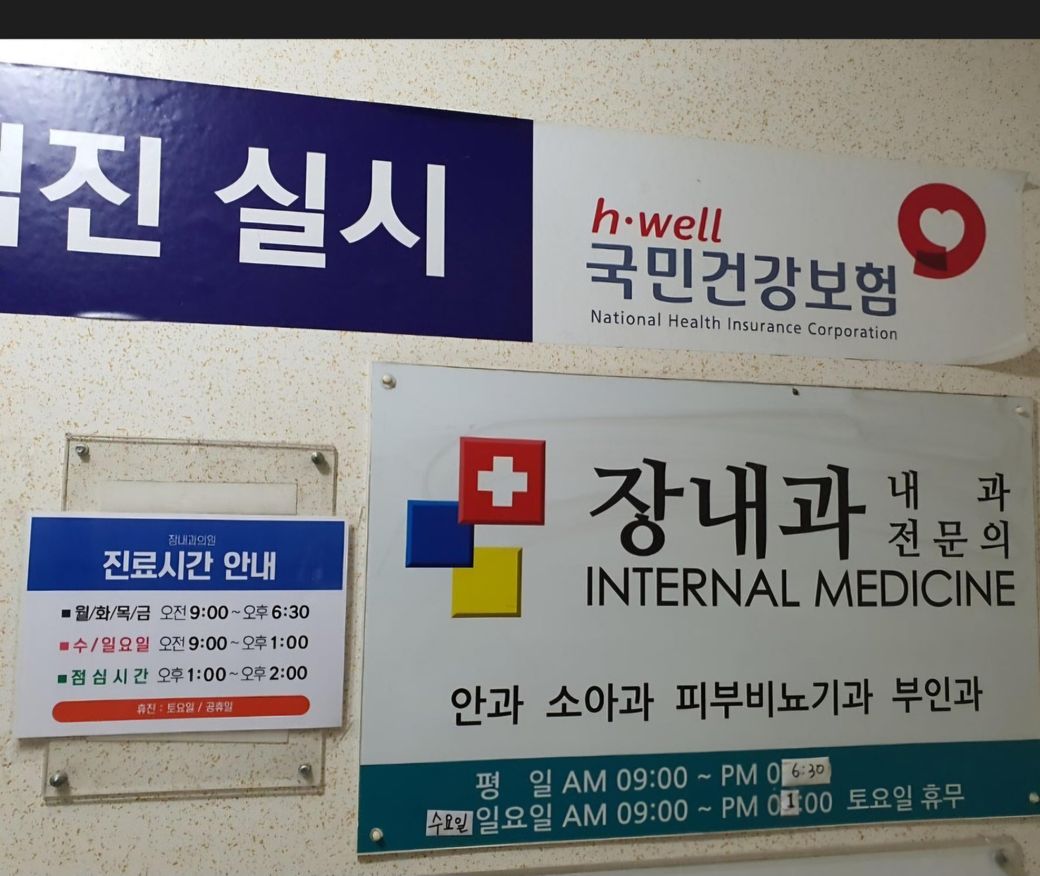 진 실시
h·well
국민건강보험
National Health Insurance Corporation
장내과의원
진료시간 안내
■월/화/목/금 오전 9:00 ~ 오후 6:30
■수/일요일 오전 9:00 ~ 오후 1:00
■점심시간 오후 1:00 ~ 오후 2:00
휴진 : 토요일 / 공휴일
장내과 내과
전문의
INTERNAL MEDICINE
안과 소아과 피부비뇨기과 부인과
평 일 AM 09:00 ~ PM 0 6:30
수요일 일요일 AM 09:00 ~ PM 01:00 토요일 휴무